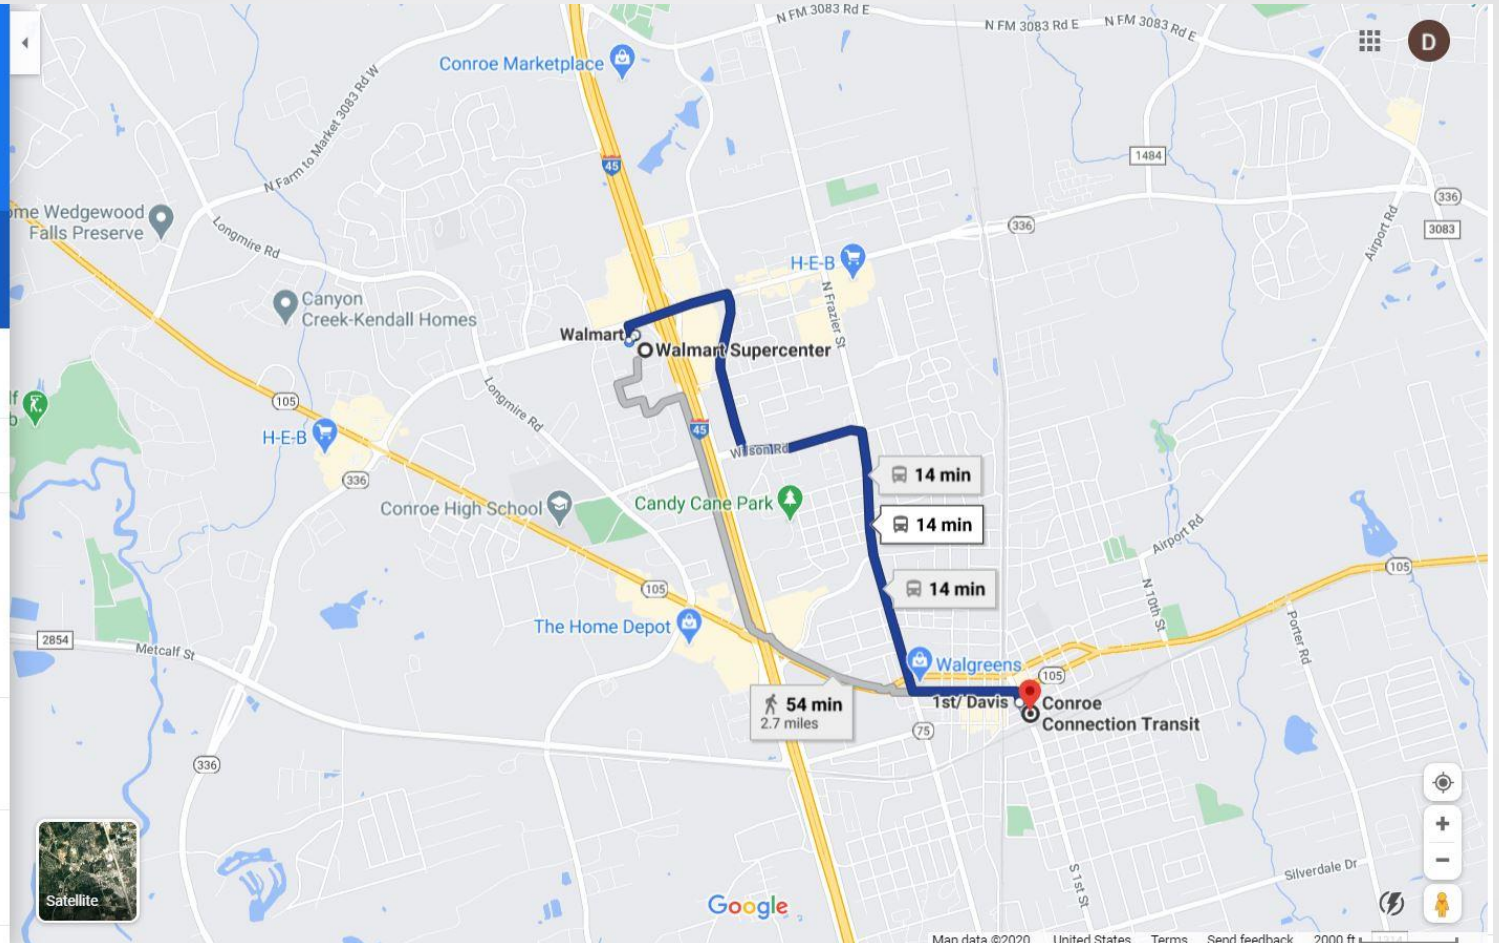 N FM 3083 Rd E
N FM 3083 Rd E
N FM 3083 Rd E
D
Conroe Marketplace
45
N Farm to Market 3083 Rd W
1484
336
3083
Airport Rd
336
ome Wedgewood
Falls Preserve
Longmire Rd
H-E-B
N Frazier St
Canyon
Creek-Kendall Homes
Walmart
Walmart Supercenter
Longmire Rd
105
H-E-B
45
Wilson Rd
336
Conroe High School
Candy Cane Park
14 min
14 min
14 min
Airport Rd
105
N 10th St
Porter Rd
105
The Home Depot
2854
Metcalf St
Walgreens
105
54 min
2.7 miles
1st/ Davis
Conroe
Connection Transit
75
336
S 1st St
Silverdale Dr
Satellite
Google
Map data ©2020
United States
Terms
Send feedback
2000 ft
1314